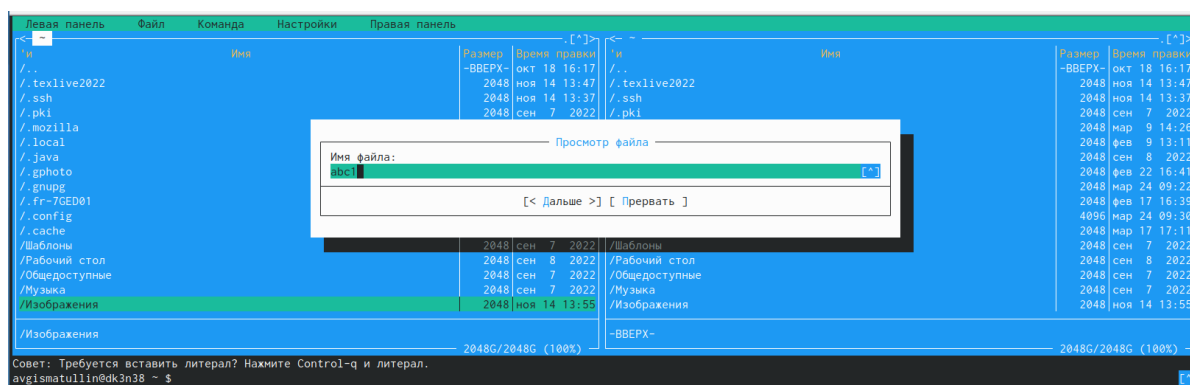 Левая панель Файл Команда Настройки Правая панель
<- ~ .[^]> <- ~ .[^]>
'и Имя Размер Время правки 'и Имя Размер Время правки
/.. -ВВЕРХ- окт 18 16:17 /.. -ВВЕРХ- окт 18 16:17
/.texlive2022 2048 ноя 14 13:47 /.texlive2022 2048 ноя 14 13:47
/.ssh 2048 ноя 14 13:37 /.ssh 2048 ноя 14 13:37
/.pki 2048 сен 7 2022 /.pki 2048 сен 7 2022
/.mozilla 2048 мар 9 14:26
Просмотр файла
/.local 2048 фев 9 13:11
Имя файла:
/.java 2048 сен 8 2022
abc1 [^]
/.gphoto 2048 фев 22 16:41
/.gnupg 2048 мар 24 09:22
[< Дальше >] [ Прервать ]
/.fr-7GED01 2048 фев 17 16:39
/.config 4096 мар 24 09:30
/.cache 2048 мар 17 17:11
/Шаблоны 2048 сен 7 2022 /Шаблоны 2048 сен 7 2022
/Рабочий стол 2048 сен 8 2022 /Рабочий стол 2048 сен 8 2022
/Общедоступные 2048 сен 7 2022 /Общедоступные 2048 сен 7 2022
/Музыка 2048 сен 7 2022 /Музыка 2048 сен 7 2022
/Изображения 2048 ноя 14 13:55 /Изображения 2048 ноя 14 13:55
/Изображения -ВВЕРХ-
2048G/2048G (100%) 2048G/2048G (100%)
Совет: Требуется вставить литерал? Нажмите Control-q и литерал.
avgismatullin@dk3n38 ~ $ [^